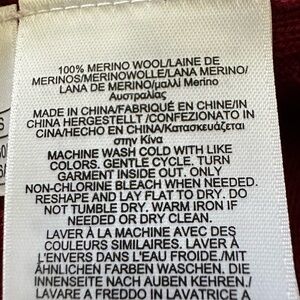 100% MERINO WOOL/LAINE DE
MERINOS/MERINOWOLLE/LANA MERINO/
LANA DE MERINO/μαλλί Merino
Αυστραλίας
MADE IN CHINA/FABRIQUÉ EN CHINE/IN
CHINA HERGESTELLT /CONFEZIONATO IN
CINA/HECHO EN CHINA/Κατασκευάζεται
στην Κίνα
MACHINE WASH COLD WITH LIKE
COLORS. GENTLE CYCLE. TURN
GARMENT INSIDE OUT. ONLY
NON-CHLORINE BLEACH WHEN NEEDED.
RESHAPE AND LAY FLAT TO DRY. DO
NOT TUMBLE DRY. WARM IRON IF
NEEDED OR DRY CLEAN.
LAVER À LA MACHINE AVEC DES
COULEURS SIMILAIRES. LAVER À
L'ENVERS DANS L'EAU FROIDE./MIT
ÄHNLICHEN FARBEN WASCHEN. DIE
INNENSEITE NACH AUßEN KEHREN./
LAVARE A FREDDO IN LAVATRICE A